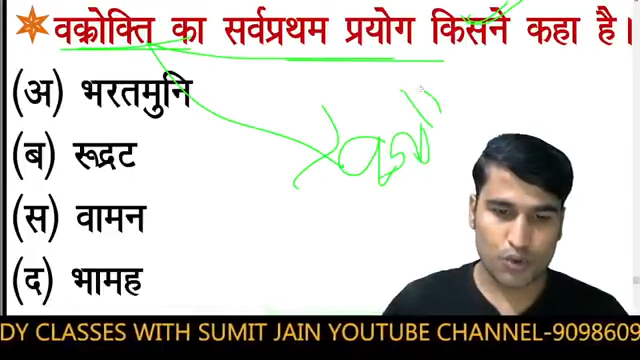 वक्रोक्ति का सर्वप्रथम प्रयोग किसने कहा है।
(अ) भरतमुनि
(ब) रूद्रट
(स) वामन
(द) भामह
DY CLASSES WITH SUMIT JAIN YOUTUBE CHANNEL-9098609